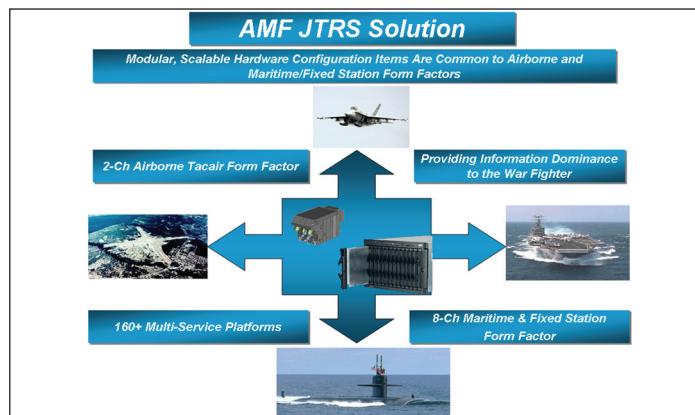 AMF JTRS Solution
Modular, Scalable Hardware Configuration Items Are Common to Airborne and
Maritime/Fixed Station Form Factors
2-Ch Airborne Tacair Form Factor
Providing Information Dominance
to the War Fighter
160+ Multi-Service Platforms
8-Ch Maritime & Fixed Station
Form Factor